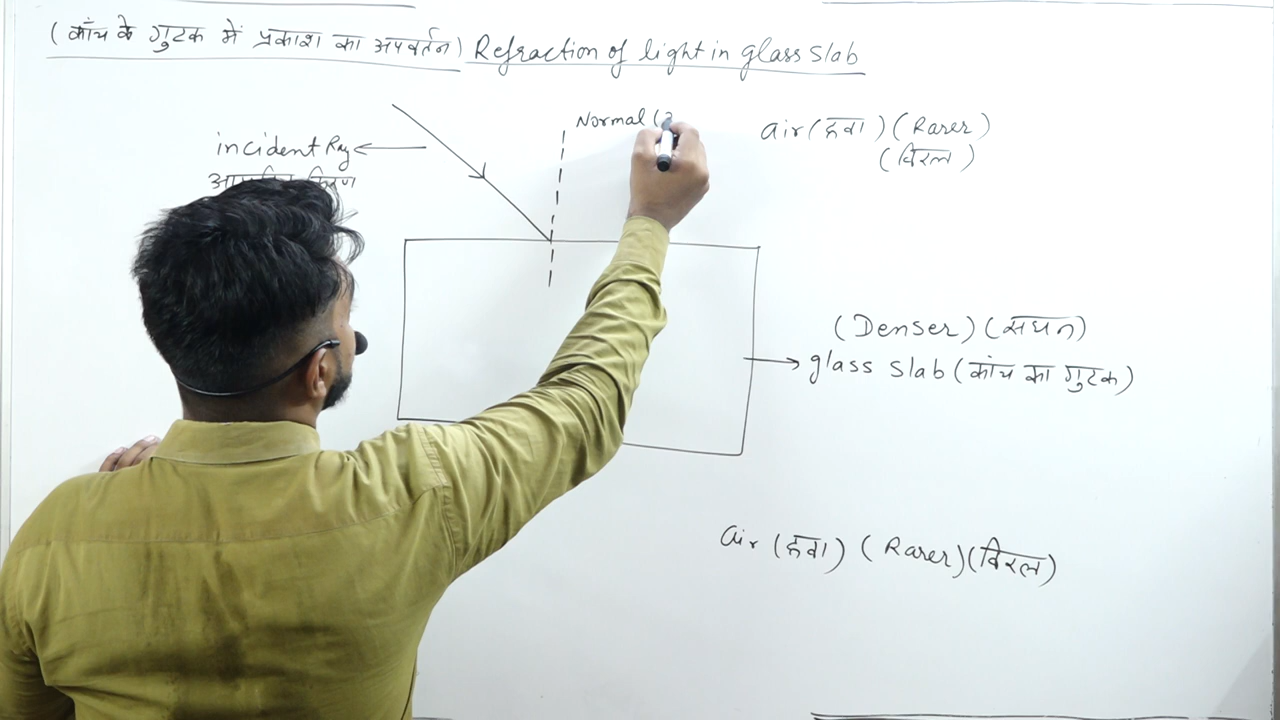 (काँच के गुटक में प्रकाश का अपवर्तन) Refraction of light in glass slab
Normal (
air (हवा) (Rarer)
(विरल)
incident Ray
किरण
(Denser) (सघन)
glass slab (कांच का गुटक)
air (हवा) (Rarer) (विरल)